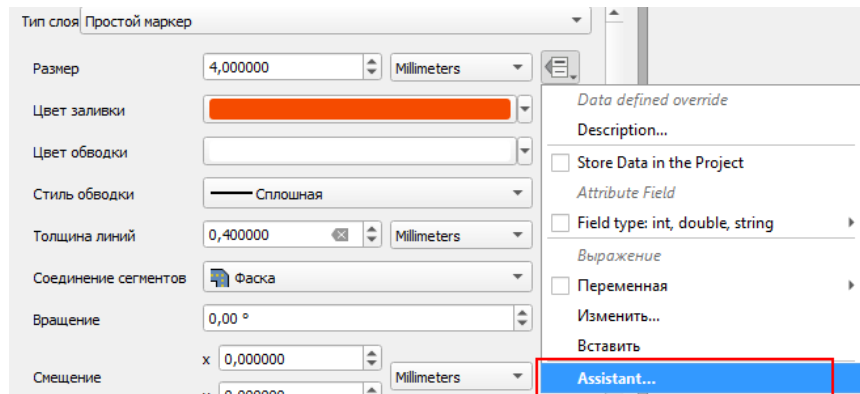 Тип слоя Простой маркер
Размер 4,000000 Millimeters
Data defined override
Цвет заливки
Description...
Цвет обводки
Store Data in the Project
Стиль обводки Сплошная
Attribute Field
Толщина линий 0,400000 Millimeters
Field type: int, double, string
Выражение
Соединение сегментов Фаска
Переменная
Вращение 0,00 °
Изменить...
Вставить
x 0,000000
Смещение Millimeters
Assistant...